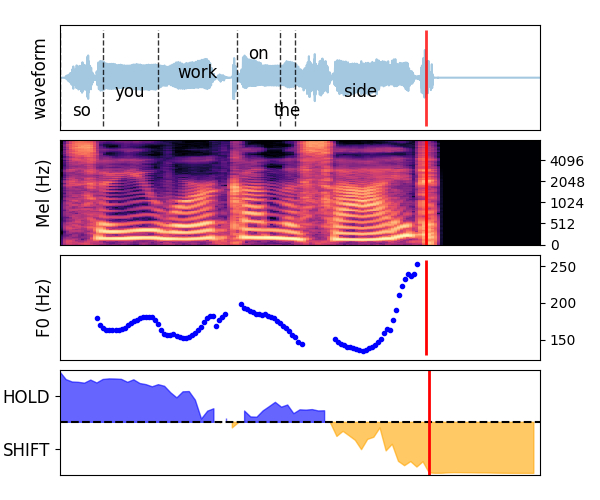 waveform
so
you
work
on
the
side
Mel (Hz)
4096
2048
1024
512
0
F0 (Hz)
250
200
150
HOLD
SHIFT